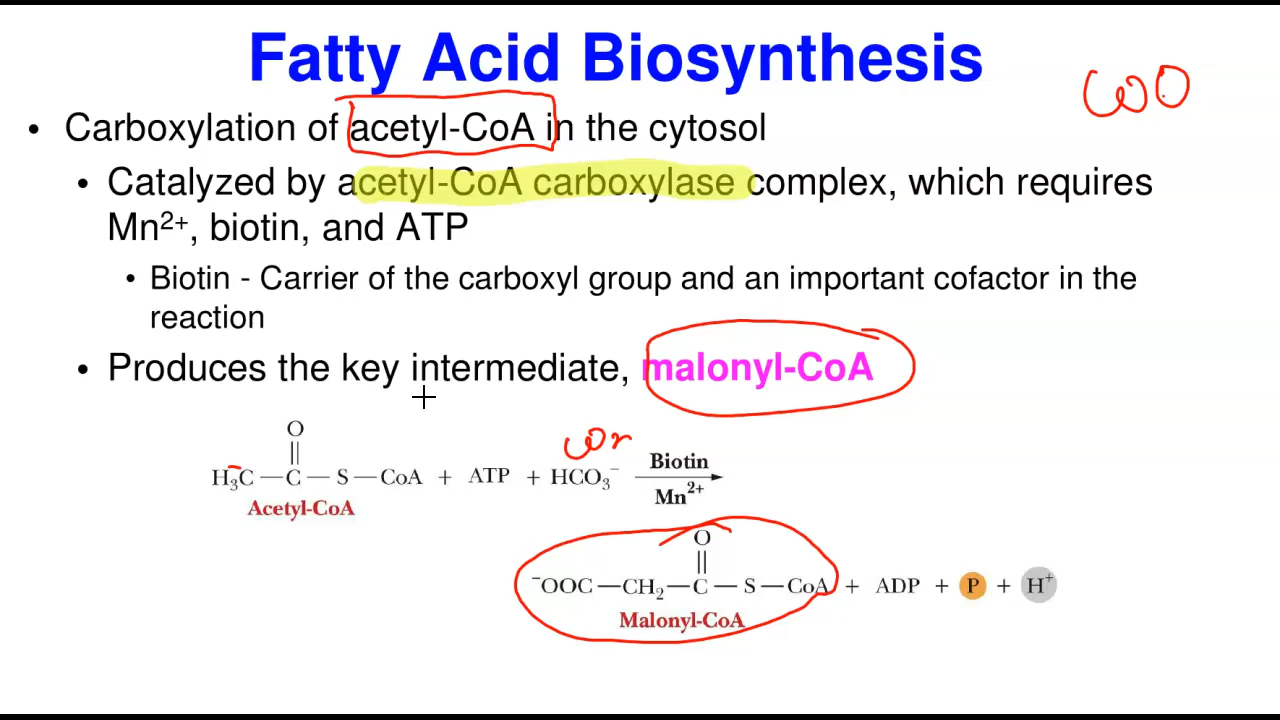 Fatty Acid Biosynthesis
• Carboxylation of acetyl-CoA in the cytosol
• Catalyzed by acetyl-CoA carboxylase complex, which requires
Mn²⁺, biotin, and ATP
• Biotin - Carrier of the carboxyl group and an important cofactor in the
reaction
• Produces the key intermediate, malonyl-CoA
O
||
H₃C — C — S — CoA + ATP + HCO₃⁻
Biotin
Mn²⁺
Acetyl-CoA
O
||
⁻OOC — CH₂ — C — S — CoA + ADP + P + H⁺
Malonyl-CoA